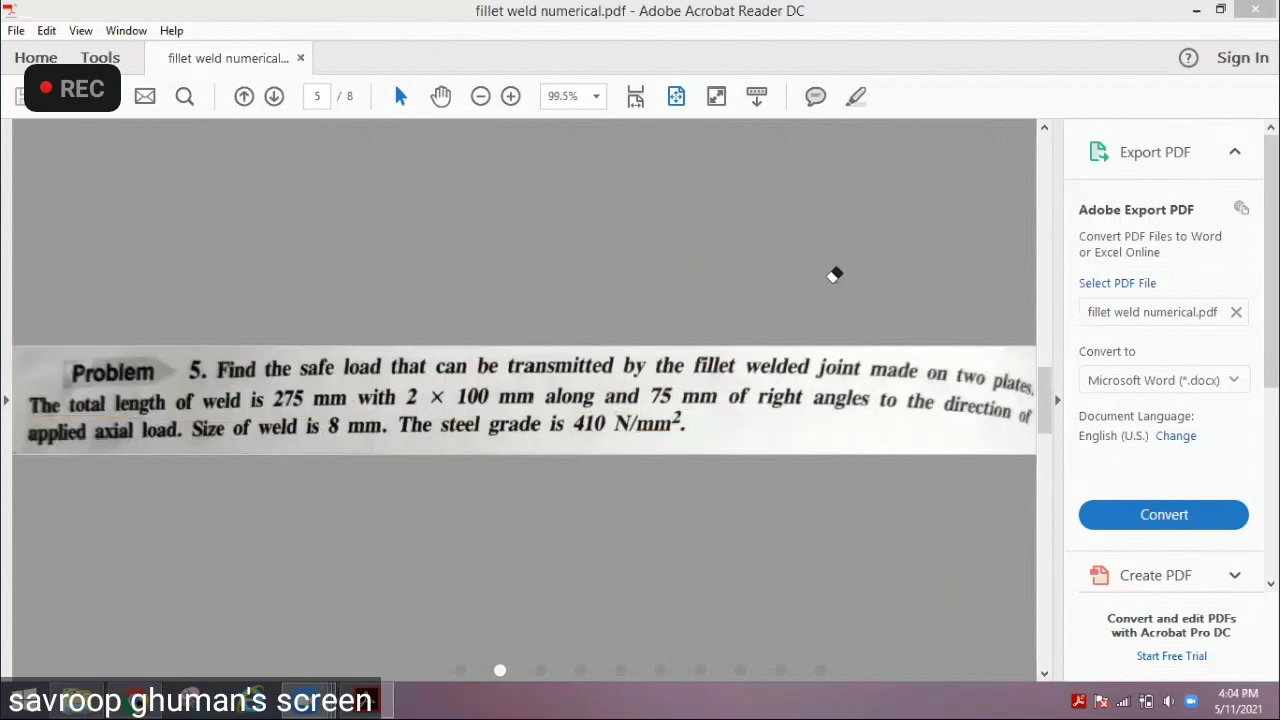 fillet weld numerical.pdf - Adobe Acrobat Reader DC
File Edit View Window Help
Home Tools fillet weld numerical... ×
REC
5 / 8 99.5%
Sign In
Export PDF
Adobe Export PDF
Convert PDF Files to Word
or Excel Online
Select PDF File
fillet weld numerical.pdf
Convert to
Microsoft Word (*.docx)
Document Language:
English (U.S.) Change
Convert
Create PDF
Convert and edit PDFs
with Acrobat Pro DC
Start Free Trial
Problem 5. Find the safe load that can be transmitted by the fillet welded joint made on two plates.
The total length of weld is 275 mm with 2 × 100 mm along and 75 mm of right angles to the direction of
applied axial load. Size of weld is 8 mm. The steel grade is 410 N/mm².
savroop ghuman's screen
4:04 PM
5/11/2021